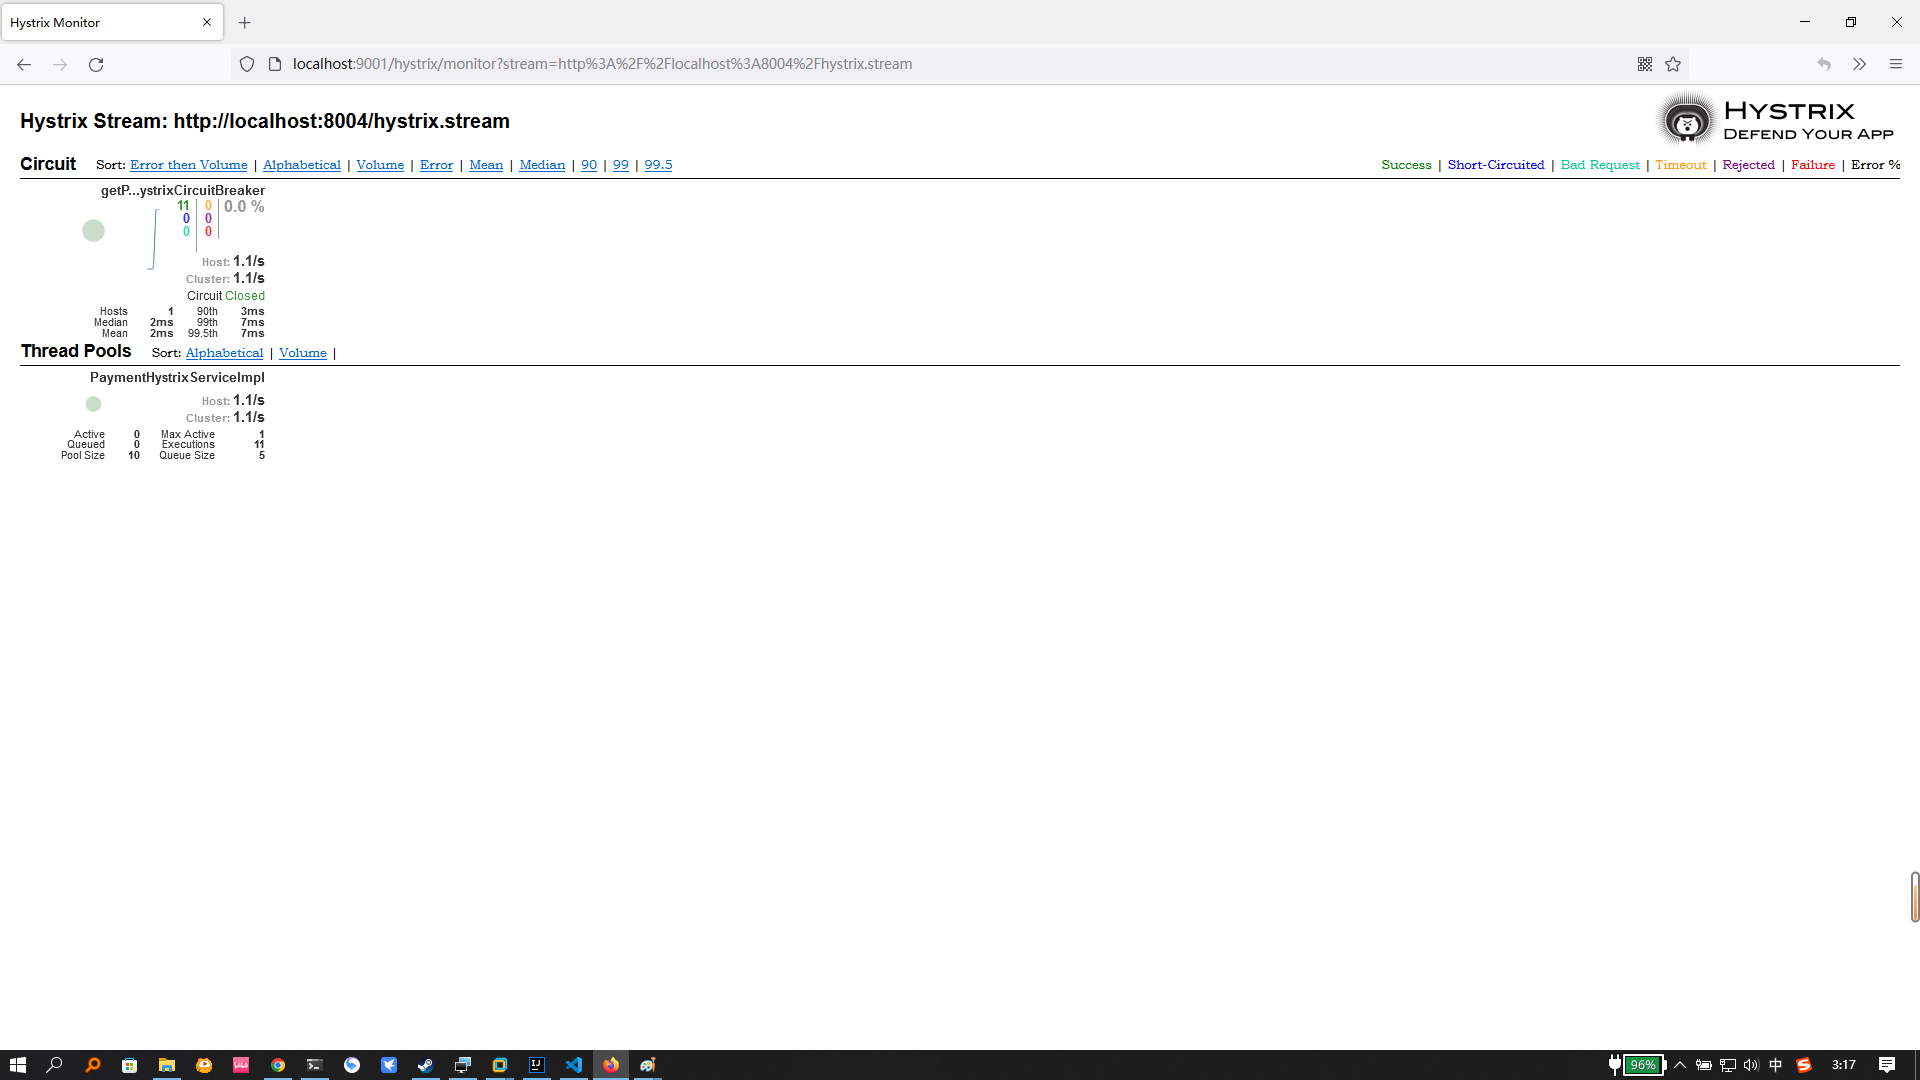 Hystrix Monitor
localhost:9001/hystrix/monitor?stream=http%3A%2F%2Flocalhost%3A8004%2Fhystrix.stream
Hystrix Stream: http://localhost:8004/hystrix.stream
HYSTRIX
DEFEND YOUR APP
Circuit Sort: Error then Volume | Alphabetical | Volume | Error | Mean | Median | 90 | 99 | 99.5
Success | Short-Circuited | Bad Request | Timeout | Rejected | Failure | Error %
getP...ystrixCircuitBreaker
11 0 0.0 %
0 0
0 0
Host: 1.1/s
Cluster: 1.1/s
Circuit Closed
Hosts 1 90th 3ms
Median 2ms 99th 7ms
Mean 2ms 99.5th 7ms
Thread Pools Sort: Alphabetical | Volume |
PaymentHystrixServiceImpl
Host: 1.1/s
Cluster: 1.1/s
Active 0 Max Active 1
Queued 0 Executions 11
Pool Size 10 Queue Size 5
96% 中 3:17